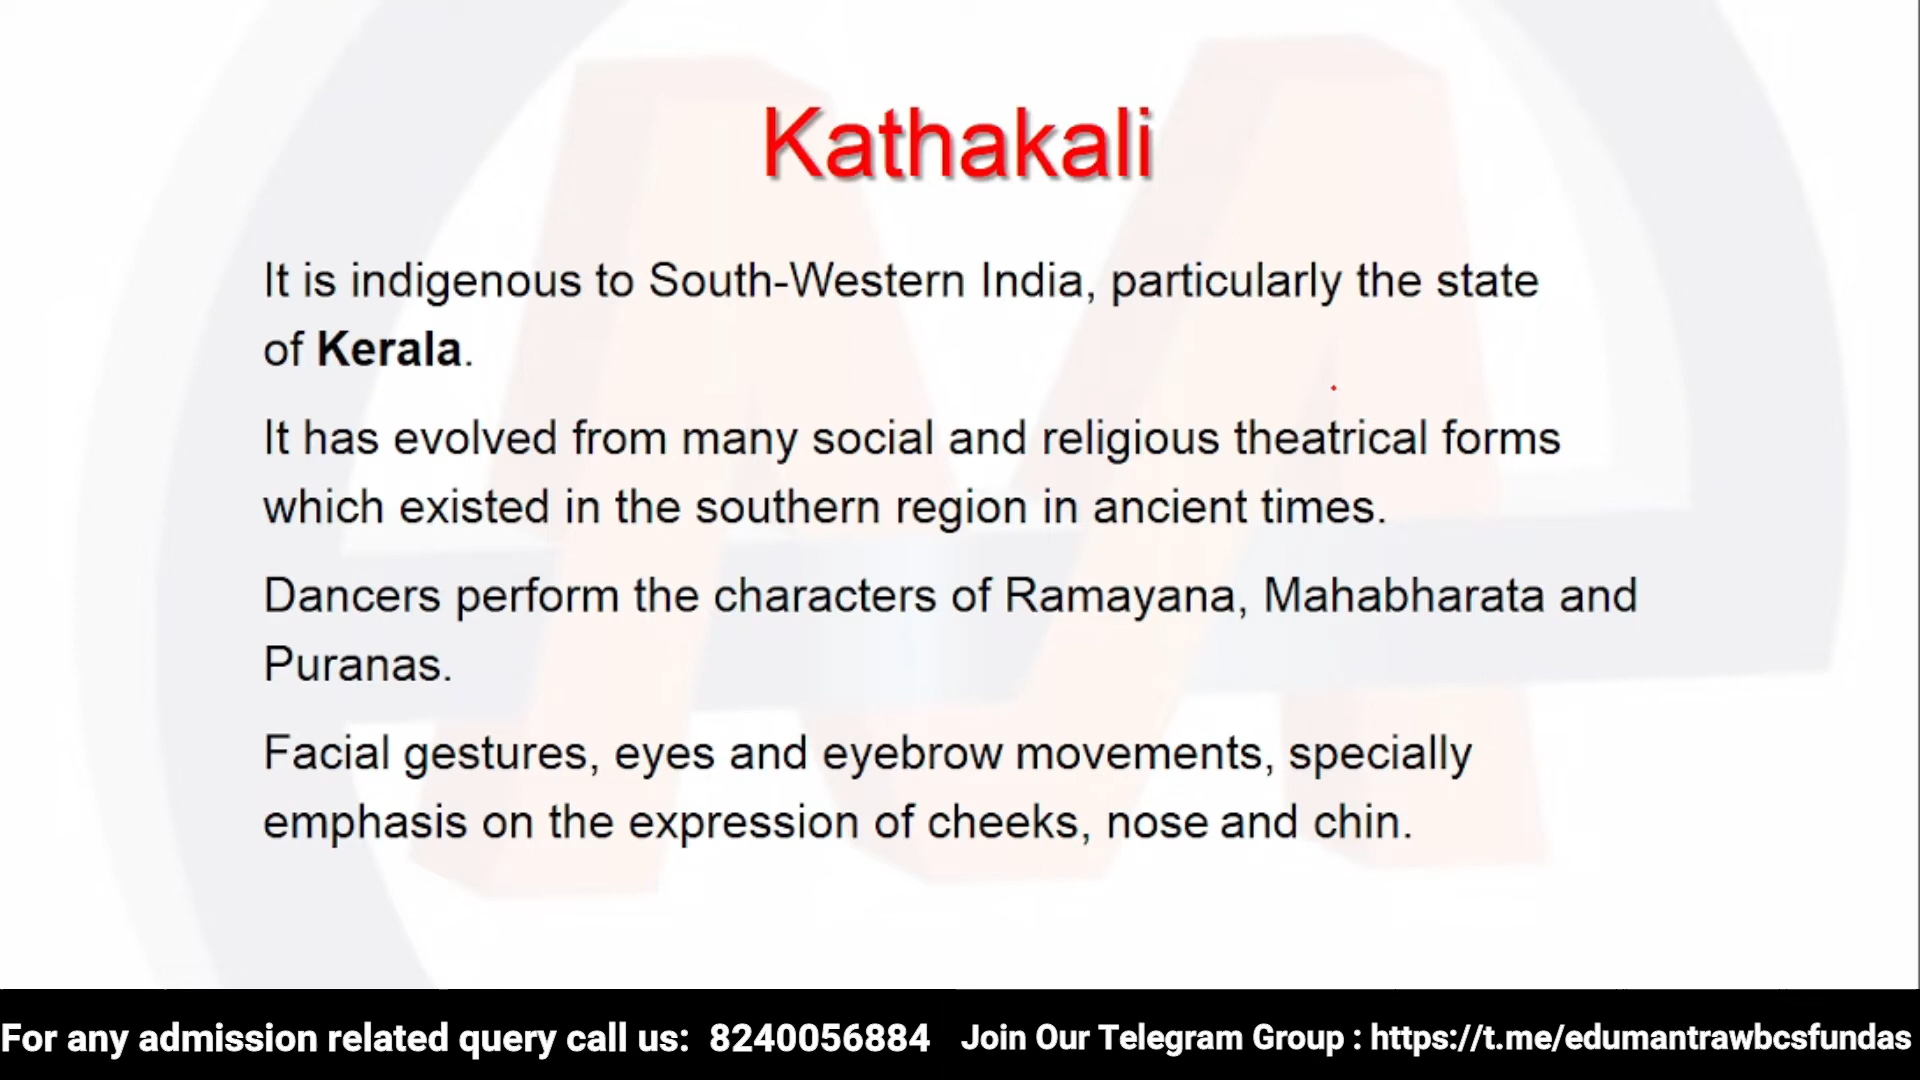 Kathakali
It is indigenous to South-Western India, particularly the state
of Kerala.
It has evolved from many social and religious theatrical forms
which existed in the southern region in ancient times.
Dancers perform the characters of Ramayana, Mahabharata and
Puranas.
Facial gestures, eyes and eyebrow movements, specially
emphasis on the expression of cheeks, nose and chin.
For any admission related query call us: 8240056884 Join Our Telegram Group : https://t.me/edumantrawbcsfundas